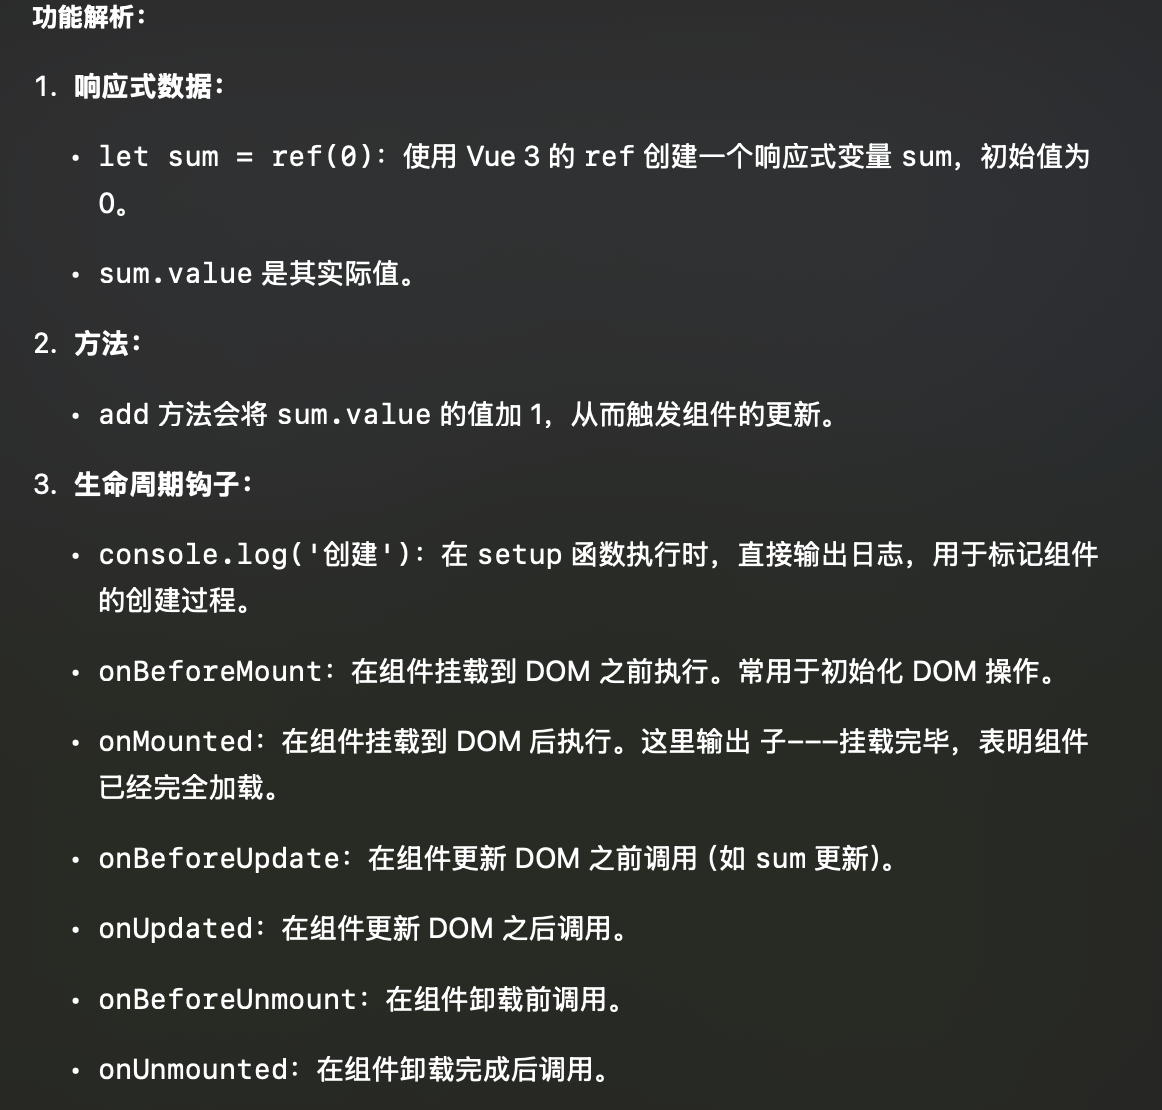 功能解析：
1. 响应式数据：
• let sum = ref(0)：使用 Vue 3 的 ref 创建一个响应式变量 sum，初始值为
0。
• sum.value 是其实际值。
2. 方法：
• add 方法会将 sum.value 的值加 1，从而触发组件的更新。
3. 生命周期钩子：
• console.log('创建')：在 setup 函数执行时，直接输出日志，用于标记组件
的创建过程。
• onBeforeMount：在组件挂载到 DOM 之前执行。常用于初始化 DOM 操作。
• onMounted：在组件挂载到 DOM 后执行。这里输出 子---挂载完毕，表明组件
已经完全加载。
• onBeforeUpdate：在组件更新 DOM 之前调用（如 sum 更新）。
• onUpdated：在组件更新 DOM 之后调用。
• onBeforeUnmount：在组件卸载前调用。
• onUnmounted：在组件卸载完成后调用。